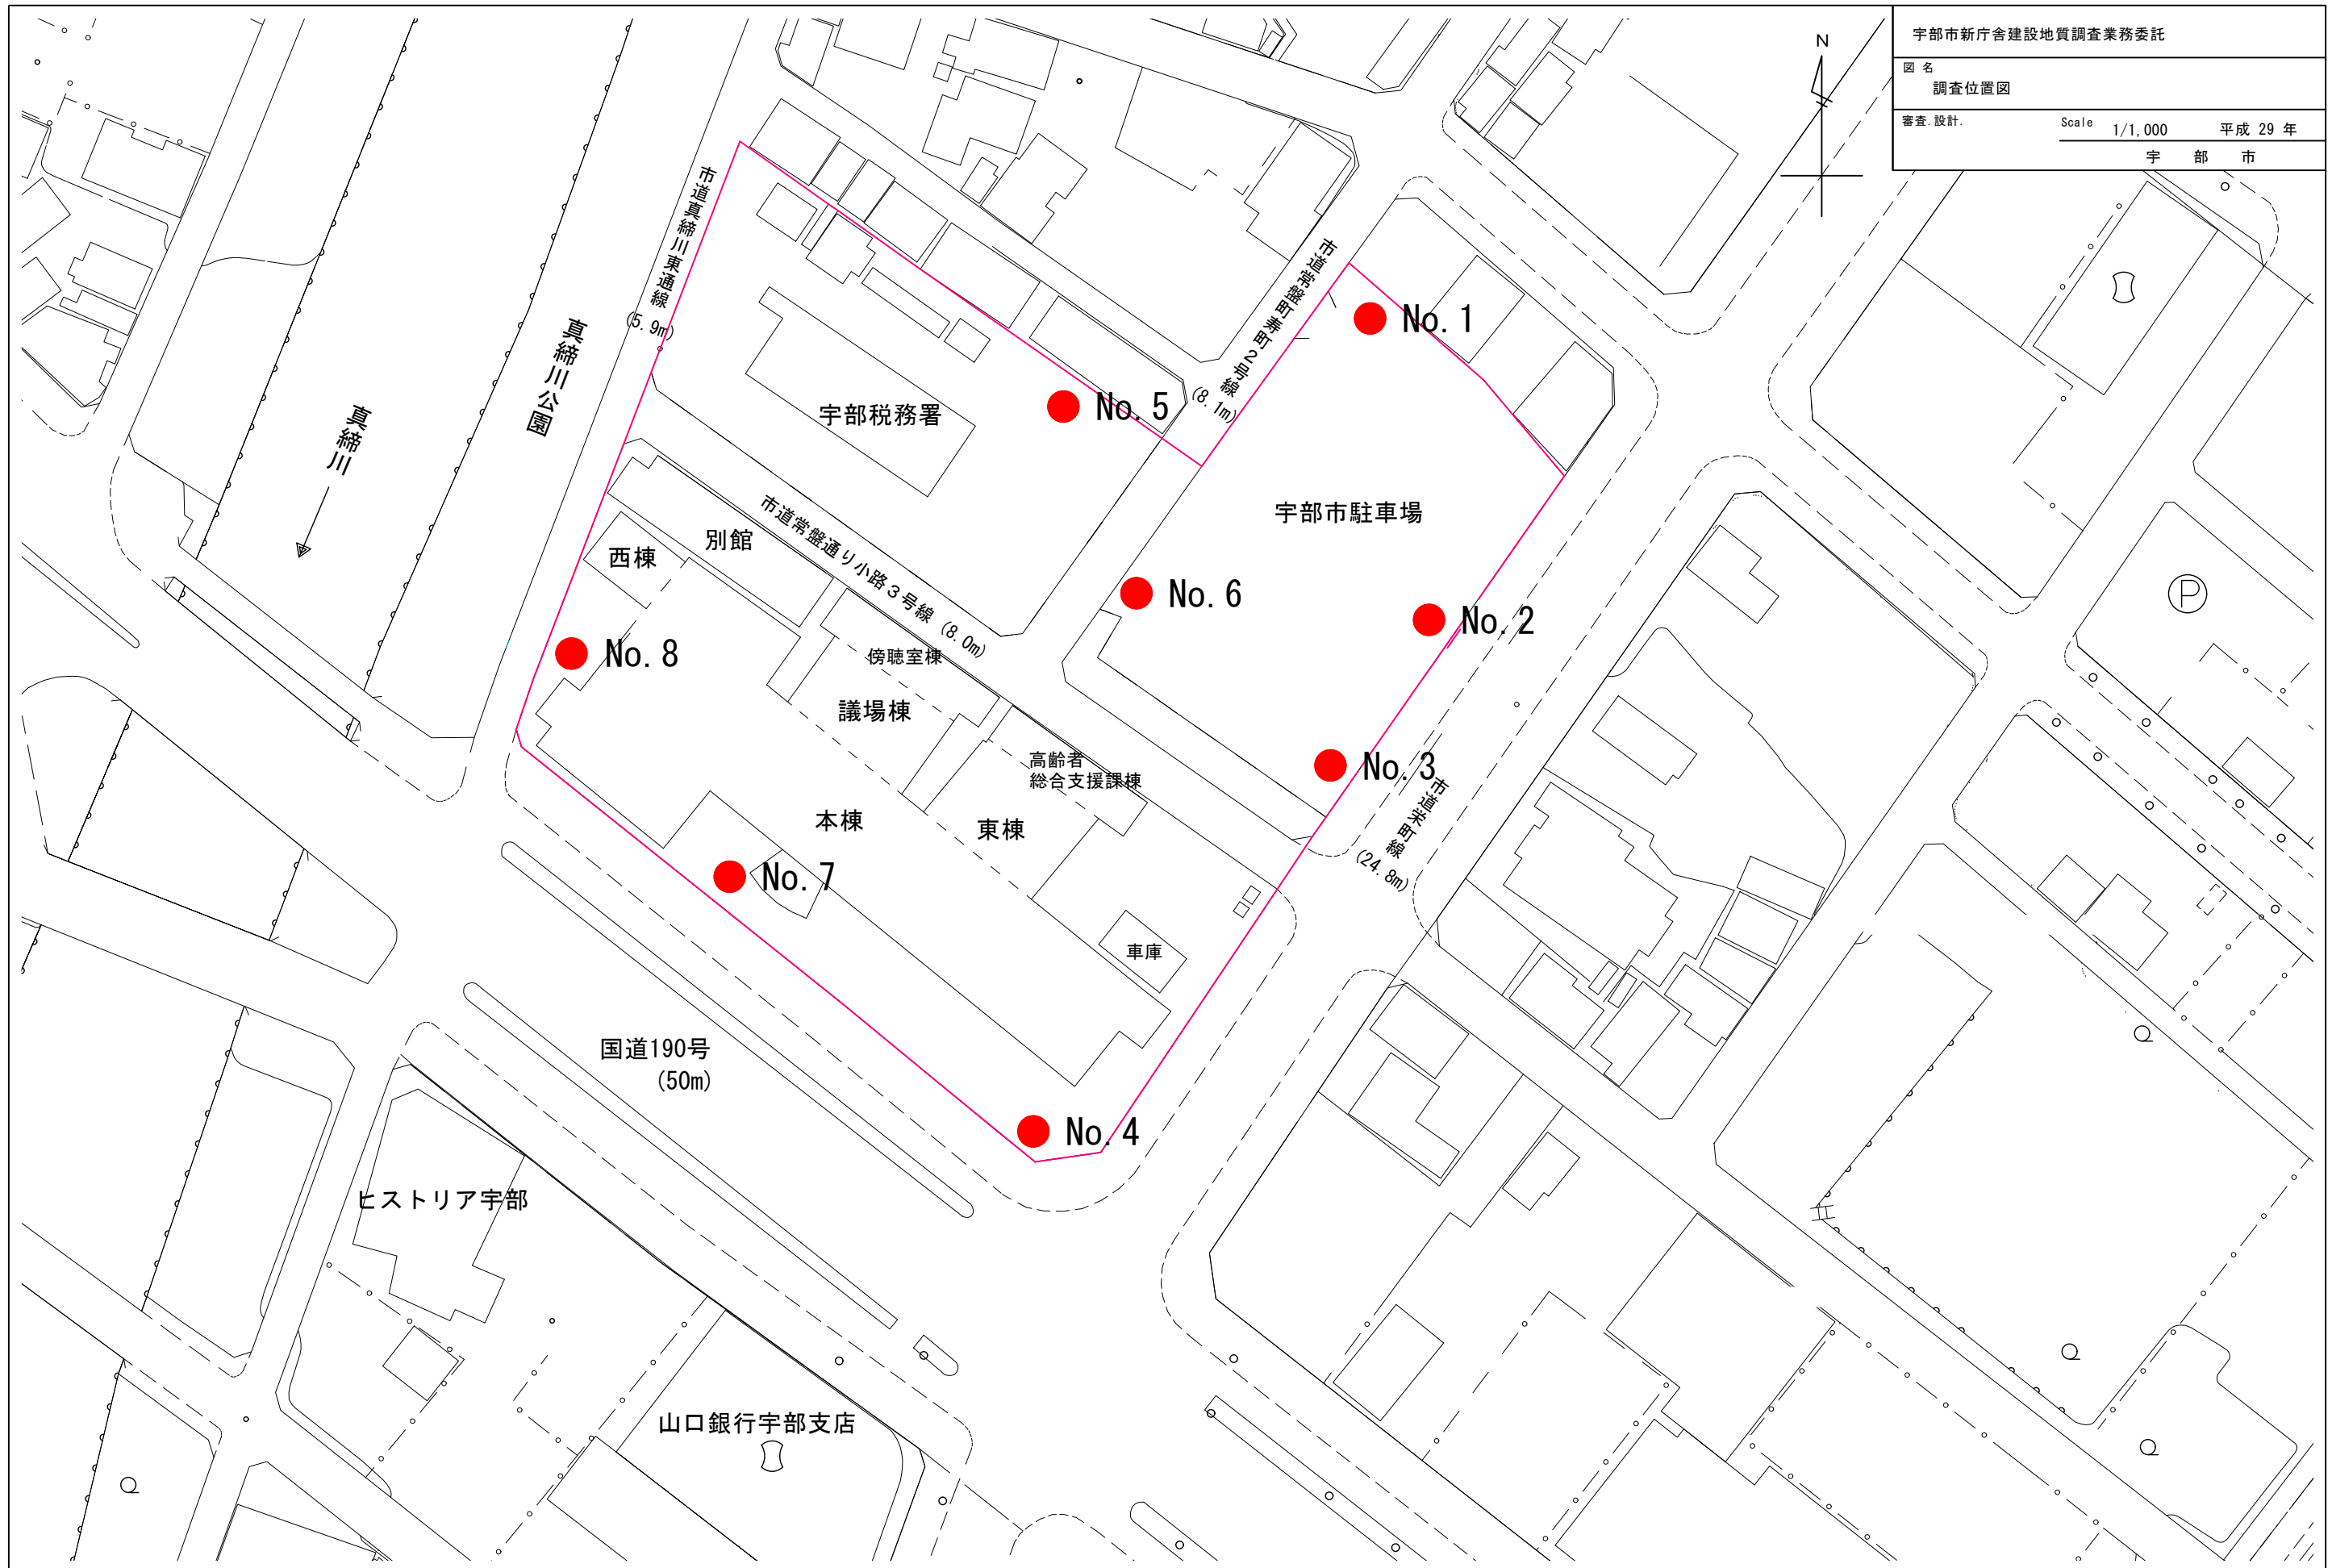 宇部市新庁舎建設地質調査業務委託
図 名
調査位置図
審査.設計.
Scale 1/1,000 平成 29 年
宇 部 市
N
市道真締川東通線
(5.9m)
市道常盤町寿町2号線
(8.1m)
No.1
真締川公園
真締川
宇部税務署
No.5
宇部市駐車場
市道常盤通り小路3号線 (8.0m)
別館
西棟
No.6
No.2
P
No.8
傍聴室棟
議場棟
高齢者
総合支援課棟
No.3
市道栄町線
(24.8m)
本棟
東棟
No.7
車庫
国道190号
(50m)
No.4
ヒストリア宇部
山口銀行宇部支店